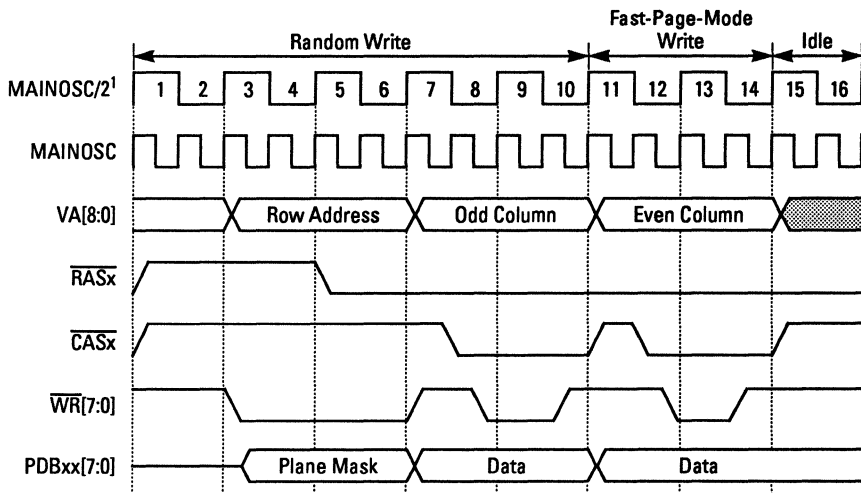 Fast-Page-Mode
Random Write Write Idle
MAINOSC/2¹ 1 2 3 4 5 6 7 8 9 10 11 12 13 14 15 16
MAINOSC
VA[8:0] Row Address Odd Column Even Column
RASx
CASx
WR[7:0]
PDBxx[7:0] Plane Mask Data Data